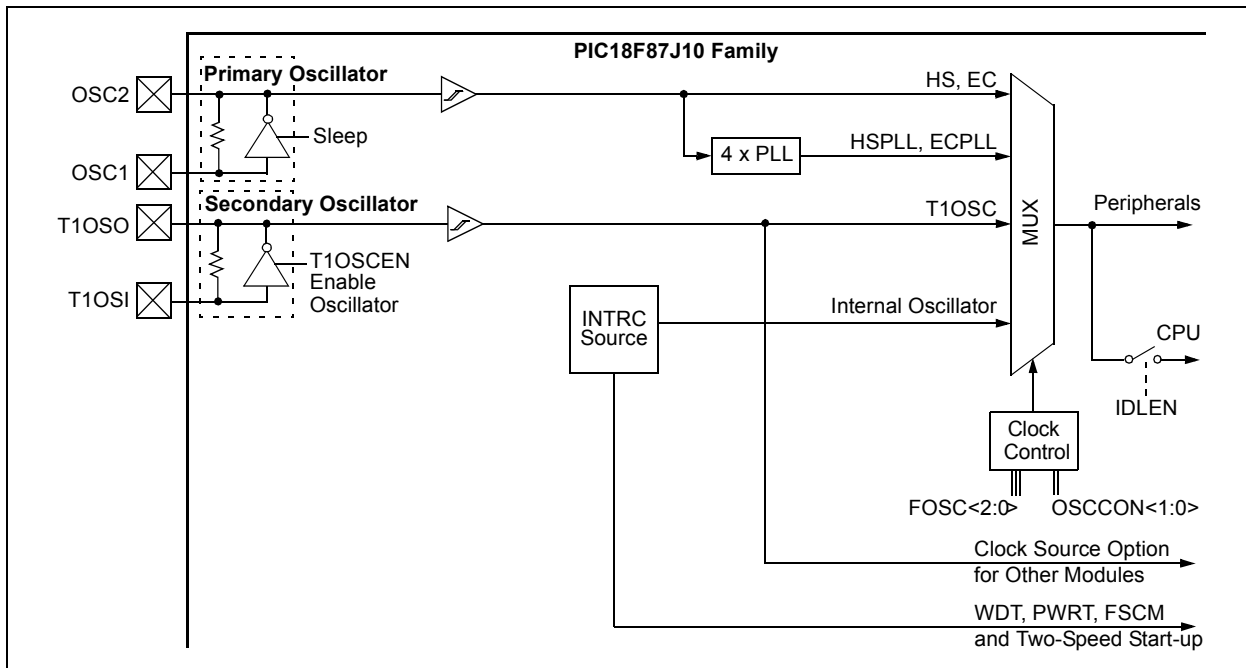 PIC18F87J10 Family
Primary Oscillator
OSC2
HS, EC
Sleep
4 x PLL
HSPLL, ECPLL
OSC1
Secondary Oscillator
T1OSO
T1OSC
Peripherals
MUX
T1OSCEN
Enable
Oscillator
T1OSI
INTRC
Source
Internal Oscillator
CPU
IDLEN
Clock
Control
FOSC<2:0>
OSCCON<1:0>
Clock Source Option
for Other Modules
WDT, PWRT, FSCM
and Two-Speed Start-up